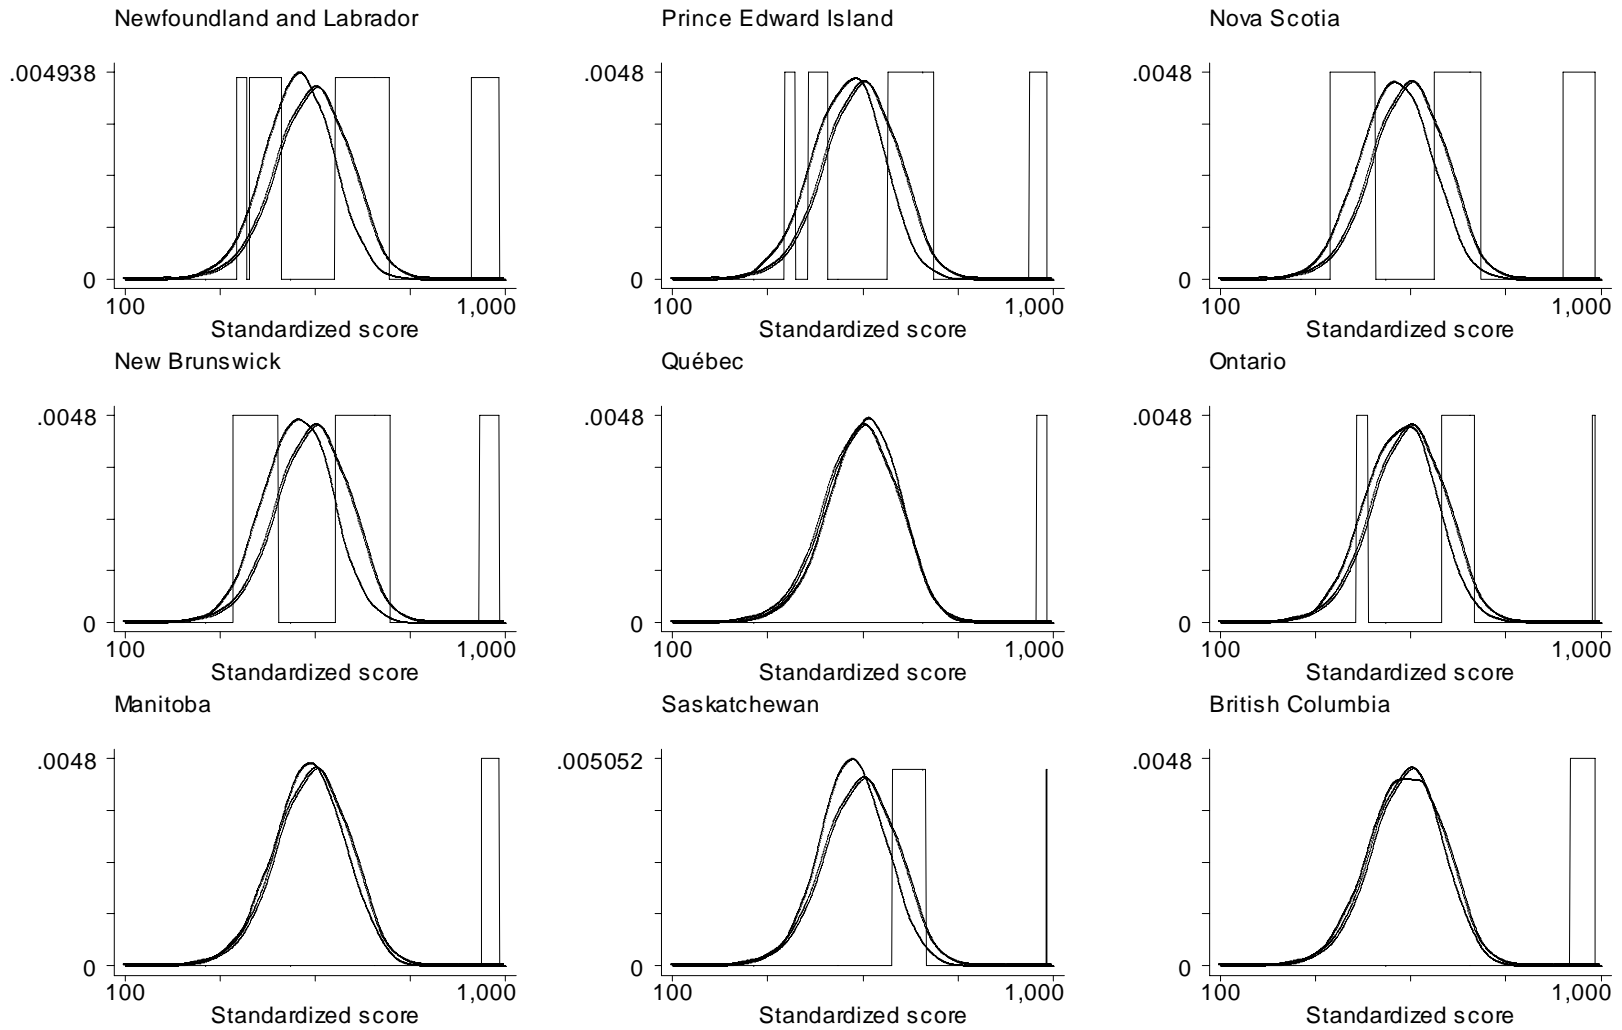 Newfoundland and Labrador
.004938
0
100 1,000
Standardized score
Prince Edward Island
.0048
0
100 1,000
Standardized score
Nova Scotia
.0048
0
100 1,000
Standardized score
New Brunswick
.0048
0
100 1,000
Standardized score
Québec
.0048
0
100 1,000
Standardized score
Ontario
.0048
0
100 1,000
Standardized score
Manitoba
.0048
0
100 1,000
Standardized score
Saskatchewan
.005052
0
100 1,000
Standardized score
British Columbia
.0048
0
100 1,000
Standardized score